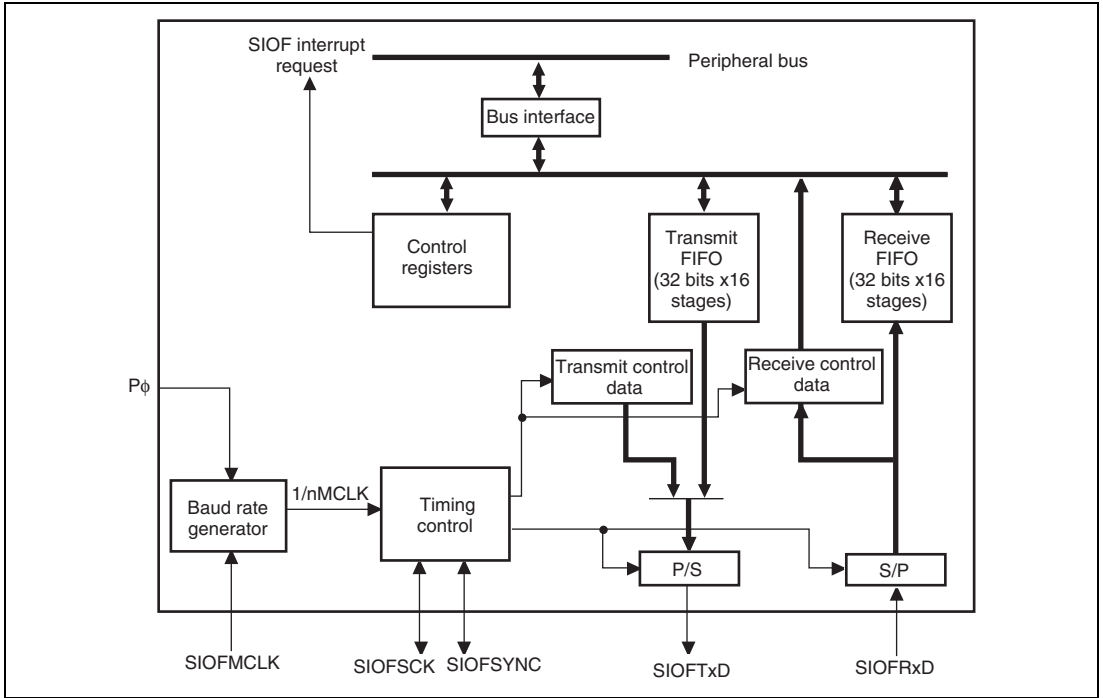 SIOF interrupt
request
Peripheral bus
Bus interface
Control
registers
Transmit
FIFO
(32 bits x16
stages)
Receive
FIFO
(32 bits x16
stages)
Transmit control
data
Receive control
data
Pϕ
Baud rate
generator
1/nMCLK
Timing
control
P/S
S/P
SIOFMCLK
SIOFSCK
SIOFSYNC
SIOFTxD
SIOFRxD